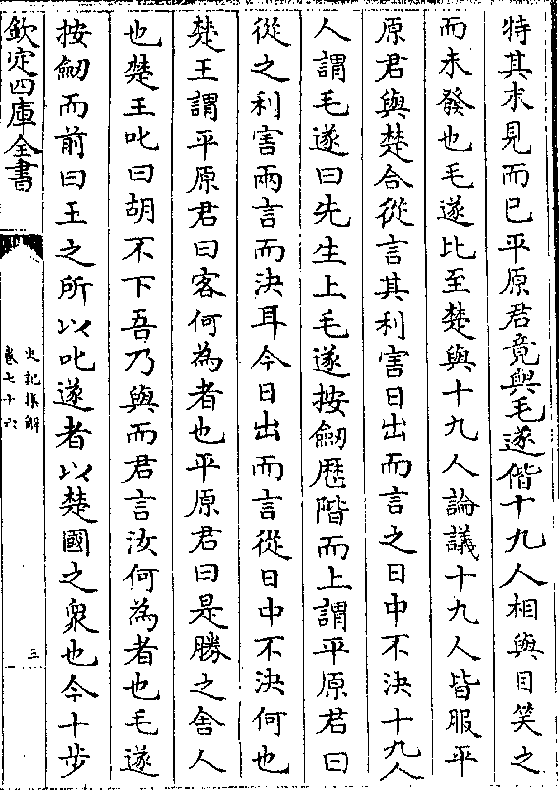 特其末見而已平原君竟與毛遂偕十九人相與目笑之
而未發也毛遂比至楚與十九人論議十九人皆服平
原君與楚合從言其利害日出而言之日中不決十九人
人謂毛遂曰先生上毛遂按劒歷階而上謂平原君曰
從之利害兩言而決耳今日出而言從日中不決何也
楚王謂平原君曰客何為者也平原君曰是勝之舍人
也楚王叱曰胡不下吾乃與而君言汝何為者也毛遂
按劒而前曰王之所以叱遂者以楚國之衆也今十步
欽定四庫全書
史記集解
卷七十六
三